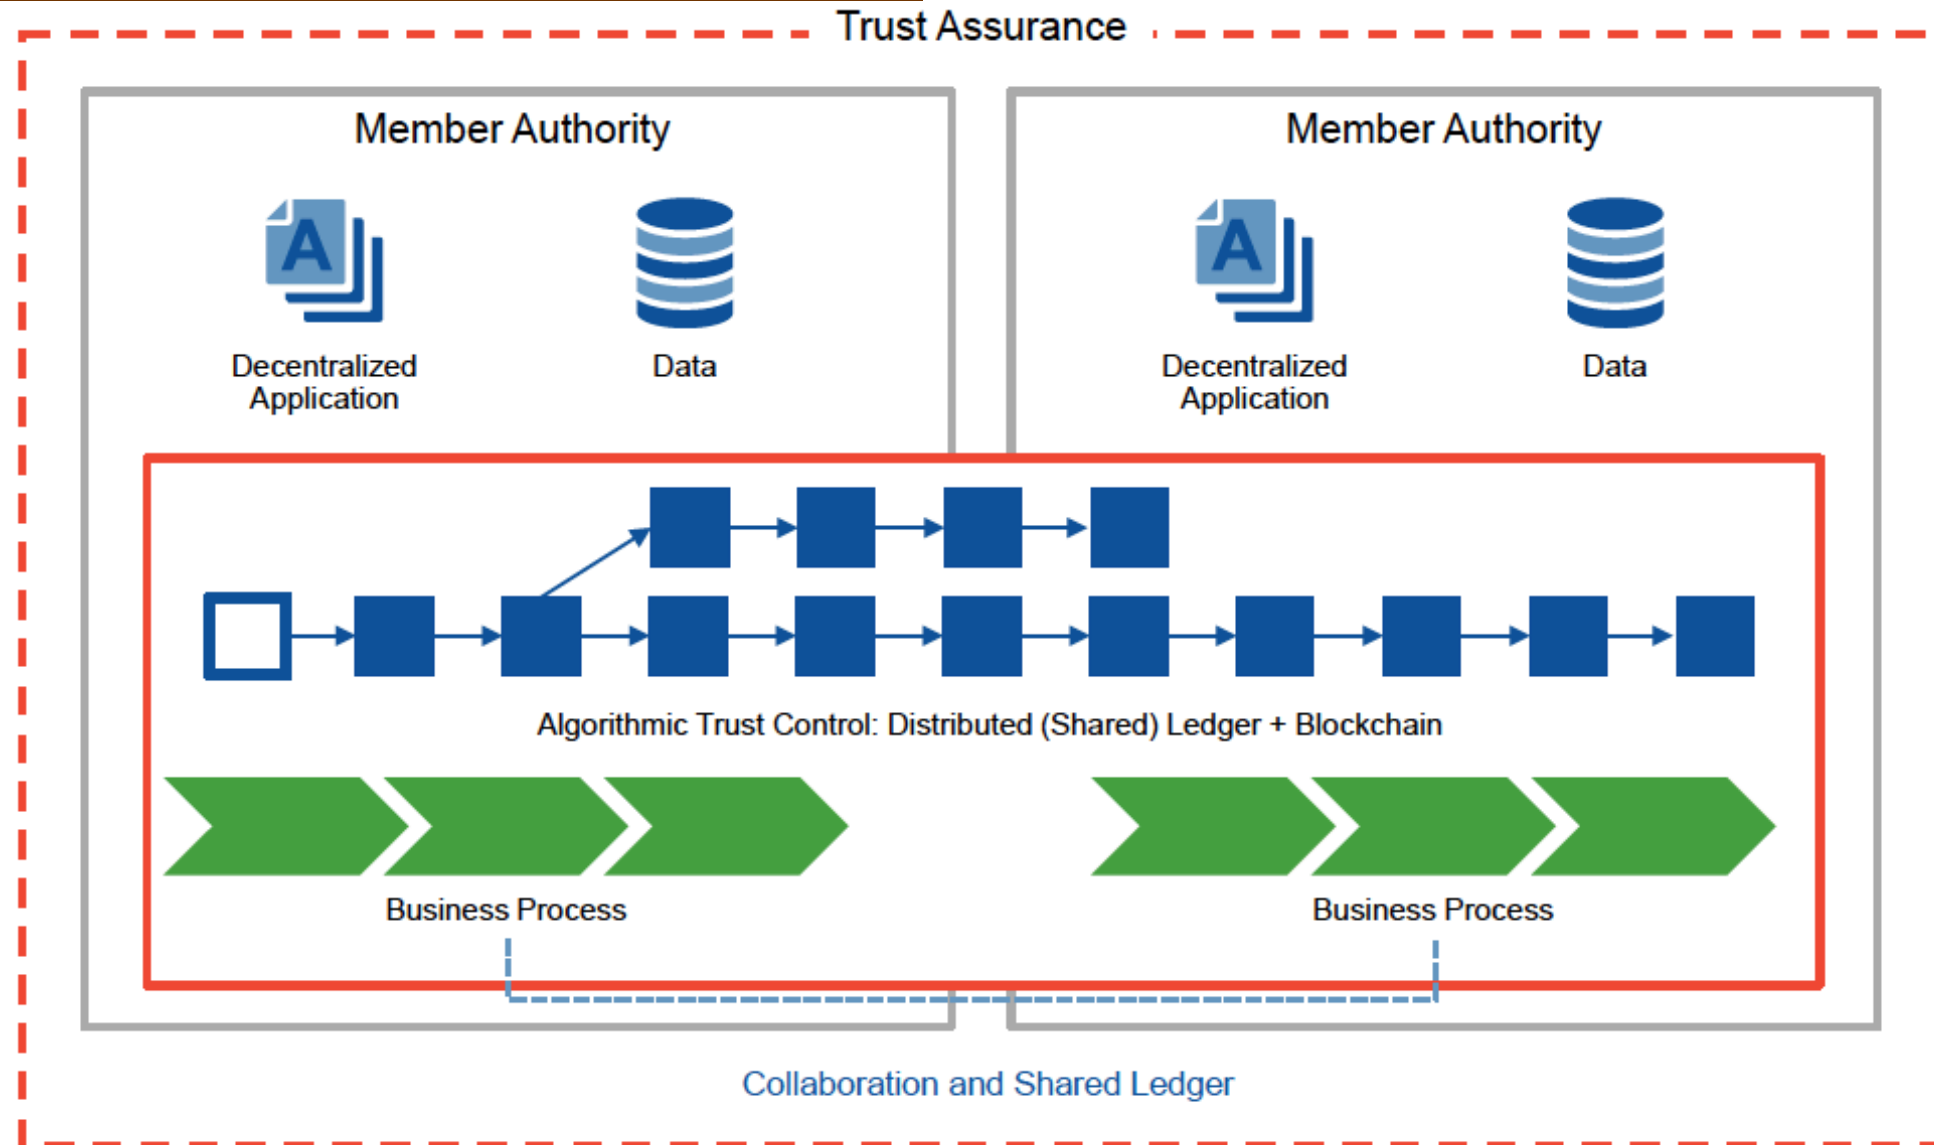 Trust Assurance
Member Authority
Member Authority
A
A
Decentralized
Application
Data
Decentralized
Application
Data
Algorithmic Trust Control: Distributed (Shared) Ledger + Blockchain
Business Process
Business Process
Collaboration and Shared Ledger